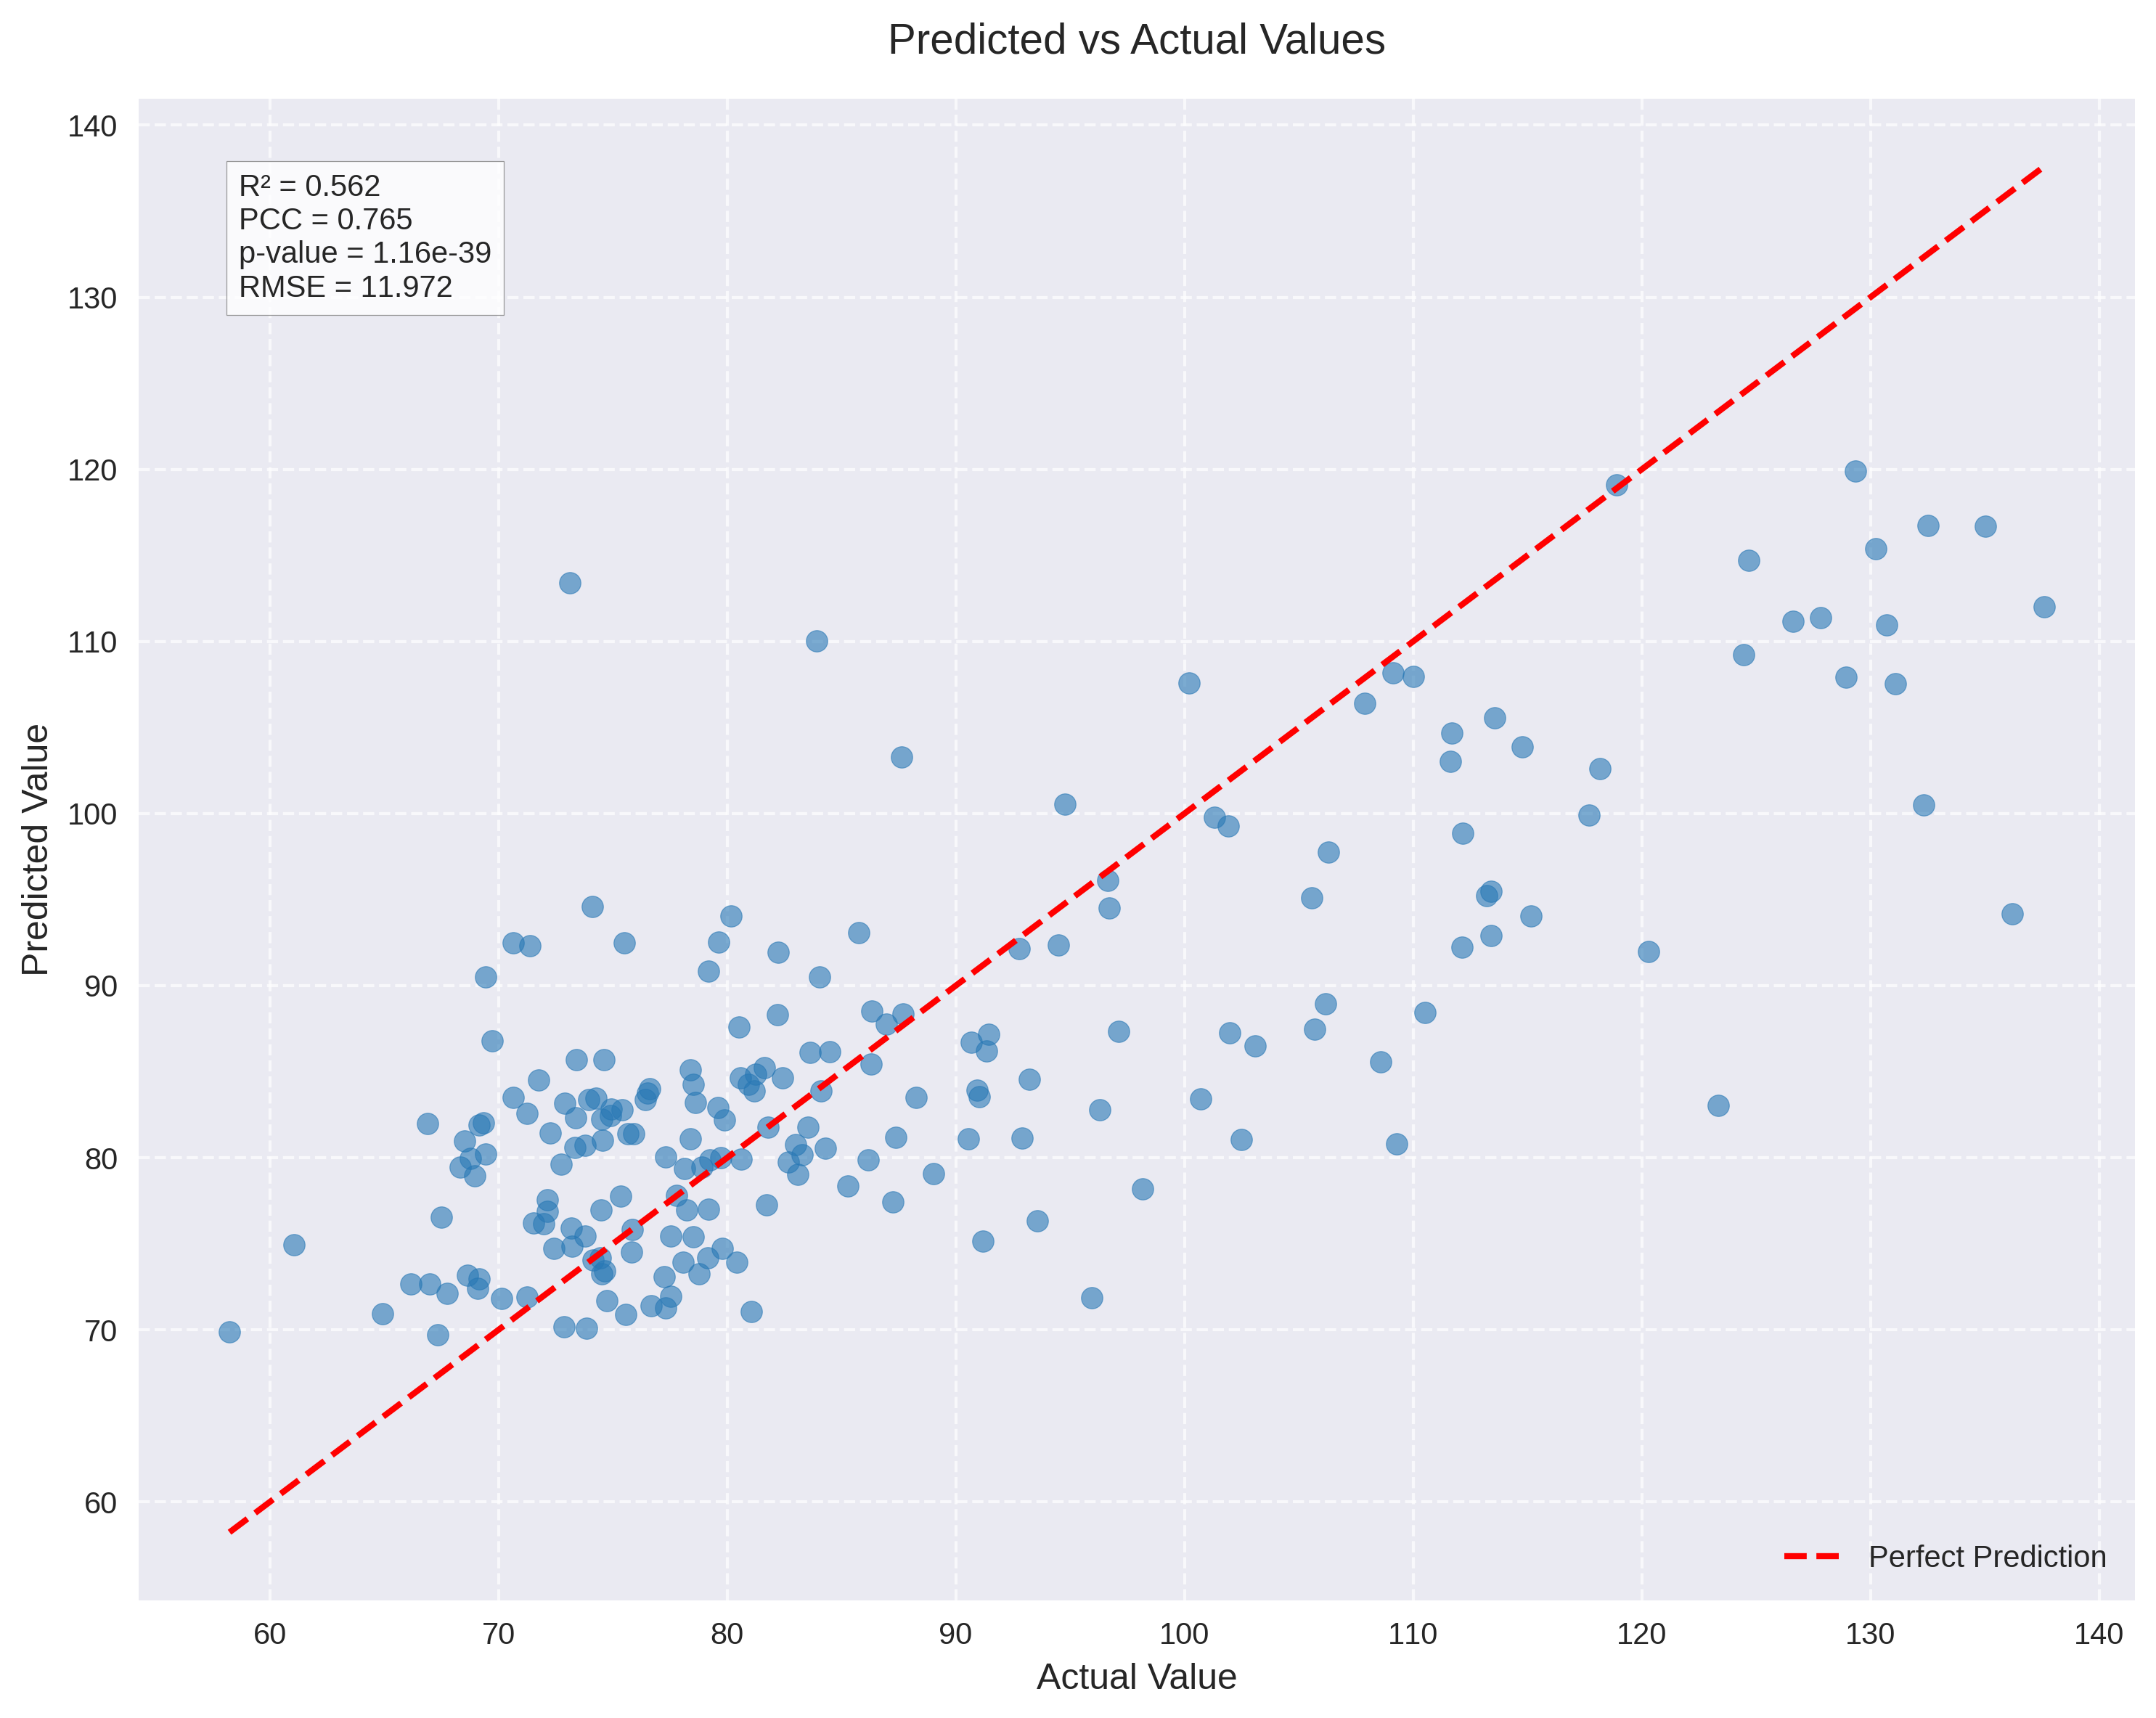 Predicted vs Actual Values
140
130
120
110
100
90
80
70
60
R² = 0.562
PCC = 0.765
p-value = 1.16e-39
RMSE = 11.972
Predicted Value
Perfect Prediction
60 70 80 90 100 110 120 130 140
Actual Value